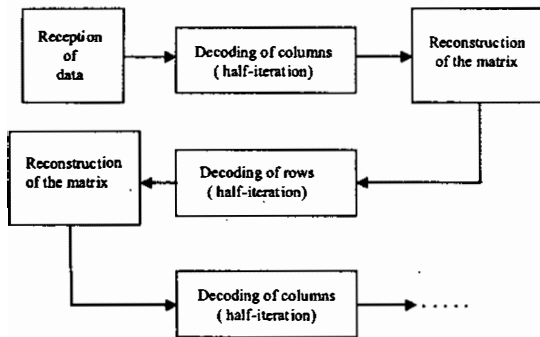 Reception
of
data
Decoding of columns
( half-iteration)
Reconstruction
of the matrix
Reconstruction
of the matrix
Decoding of rows
( half-iteration)
Decoding of columns
( half-iteration)
.....